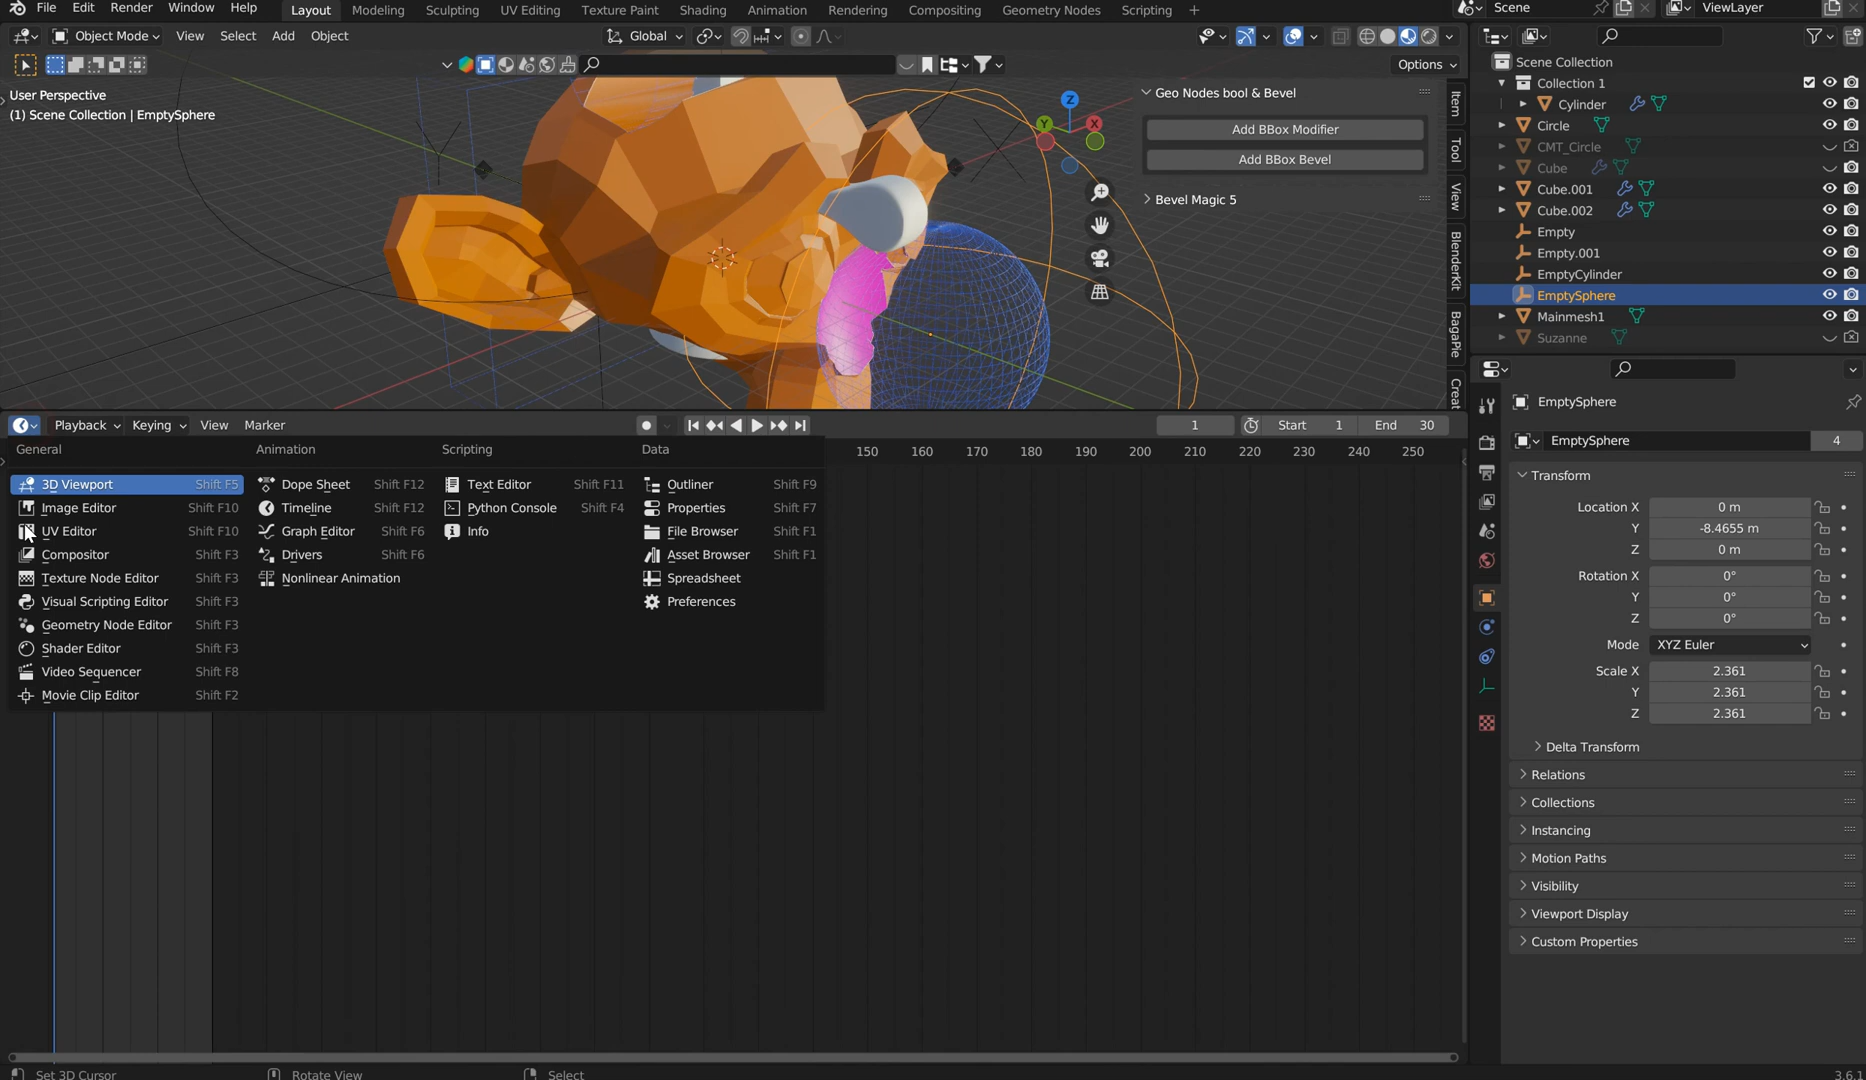 File Edit Render Window Help Layout Modeling Sculpting UV Editing Texture Paint Shading Animation Rendering Compositing Geometry Nodes Scripting + Scene ViewLayer
Object Mode View Select Add Object Global
Options
User Perspective
(1) Scene Collection | EmptySphere
Z
Y
X
Geo Nodes bool & Bevel
Add BBox Modifier
Add BBox Bevel
Bevel Magic 5
Item
Tool
View
BlenderKit
BagaPie
Creat
Scene Collection
Collection 1
Cylinder
Circle
CMT_Circle
Cube
Cube.001
Cube.002
Empty
Empty.001
EmptyCylinder
EmptySphere
Mainmesh1
Suzanne
Playback Keying View Marker 1 Start 1 End 30
150 160 170 180 190 200 210 220 230 240 250
General
3D Viewport Shift F5
Image Editor Shift F10
UV Editor Shift F10
Compositor Shift F3
Texture Node Editor Shift F3
Visual Scripting Editor Shift F3
Geometry Node Editor Shift F3
Shader Editor Shift F3
Video Sequencer Shift F8
Movie Clip Editor Shift F2
Animation
Dope Sheet Shift F12
Timeline Shift F12
Graph Editor Shift F6
Drivers Shift F6
Nonlinear Animation
Scripting
Text Editor Shift F11
Python Console Shift F4
Info
Data
Outliner Shift F9
Properties Shift F7
File Browser Shift F1
Asset Browser Shift F1
Spreadsheet
Preferences
EmptySphere
EmptySphere 4
Transform
Location X 0 m
Y -8.4655 m
Z 0 m
Rotation X 0°
Y 0°
Z 0°
Mode XYZ Euler
Scale X 2.361
Y 2.361
Z 2.361
Delta Transform
Relations
Collections
Instancing
Motion Paths
Visibility
Viewport Display
Custom Properties
Set 3D Cursor Rotate View Select 3.6.1